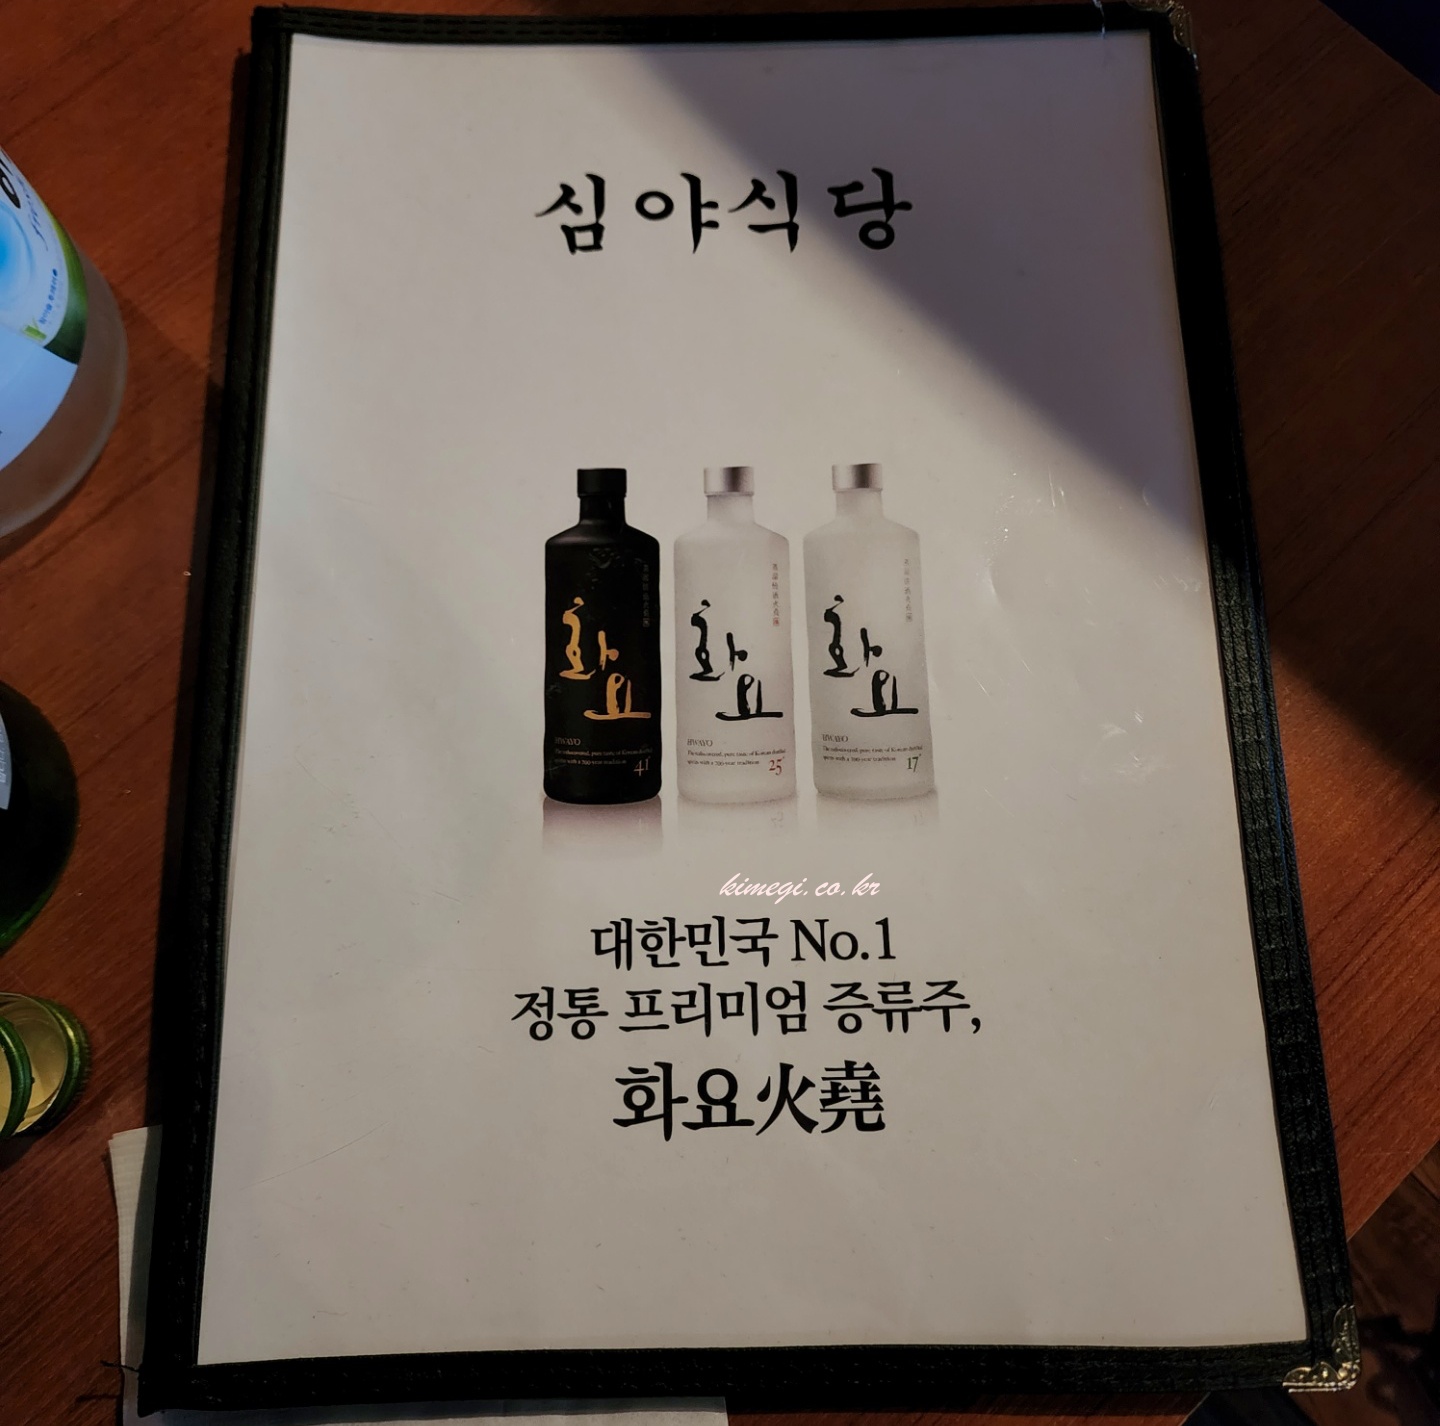 심야식당
화요
HWAYO
41°
화요
HWAYO
25°
화요
HWAYO
17°
kimegi.co.kr
대한민국 No.1
정통 프리미엄 증류주,
화요火堯